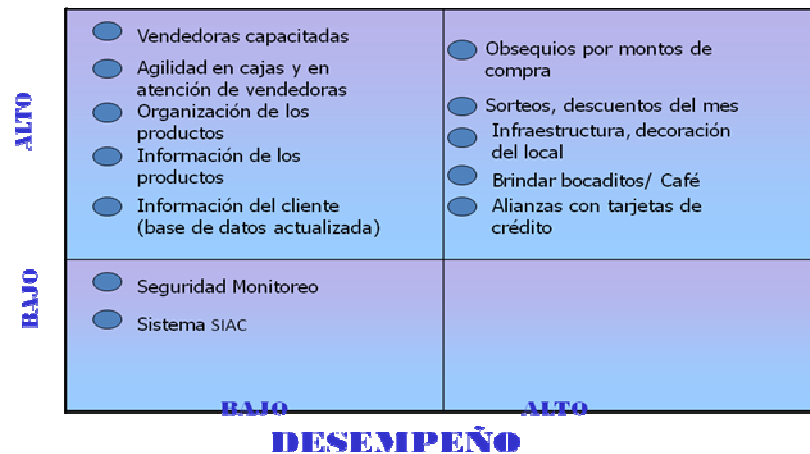 ALTO
Vendedoras capacitadas
Agilidad en cajas y en
atención de vendedoras
Organización de los
productos
Información de los
productos
Información del cliente
(base de datos actualizada)
Obsequios por montos de
compra
Sorteos, descuentos del mes
Infraestructura, decoración
del local
Brindar bocaditos/ Café
Alianzas con tarjetas de
crédito
BAJO
Seguridad Monitoreo
Sistema SIAC
BAJO
ALTO
DESEMPEÑO